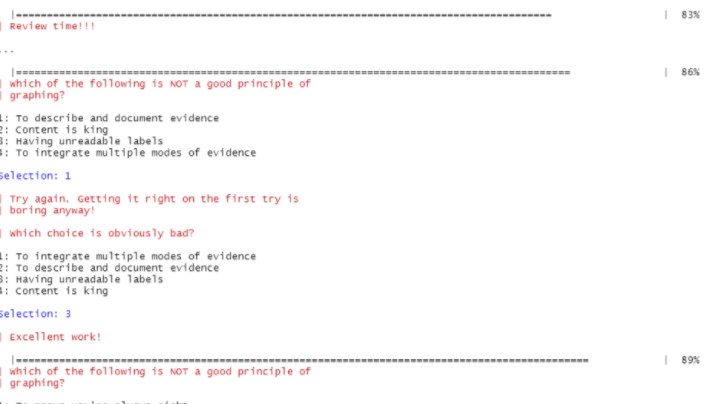 |======================================================================================== | 83%
| Review time!!!
...
|=========================================================================================== | 86%
| Which of the following is NOT a good principle of
| graphing?
1: To describe and document evidence
2: Content is king
3: Having unreadable labels
4: To integrate multiple modes of evidence
Selection: 1
| Try again. Getting it right on the first try is
| boring anyway!
| Which choice is obviously bad?
1: To integrate multiple modes of evidence
2: To describe and document evidence
3: Having unreadable labels
4: Content is king
Selection: 3
| Excellent work!
|============================================================================================== | 89%
| Which of the following is NOT a good principle of
| graphing?